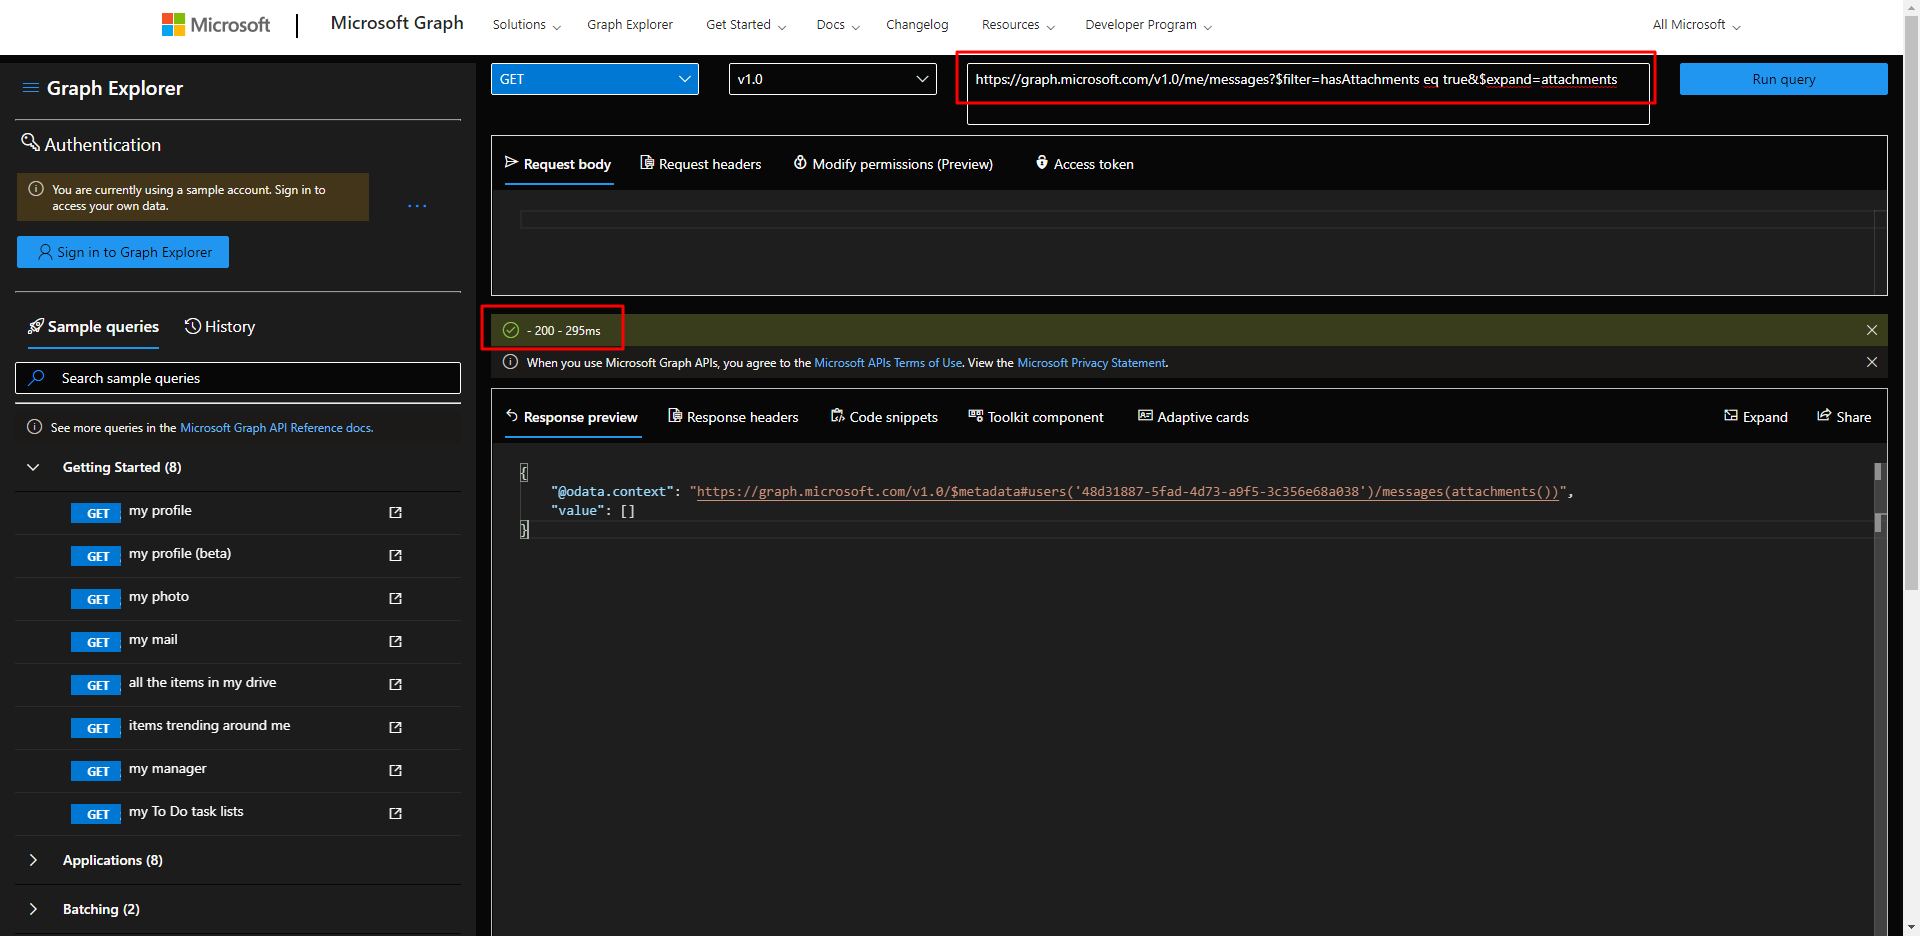 Microsoft
Microsoft Graph
Solutions
Graph Explorer
Get Started
Docs
Changelog
Resources
Developer Program
All Microsoft
Graph Explorer
GET
v1.0
https://graph.microsoft.com/v1.0/me/messages?$filter=hasAttachments eq true&$expand=attachments
Run query
Authentication
You are currently using a sample account. Sign in to
access your own data.
...
Sign in to Graph Explorer
Sample queries
History
Search sample queries
See more queries in the Microsoft Graph API Reference docs.
Getting Started (8)
GET my profile
GET my profile (beta)
GET my photo
GET my mail
GET all the items in my drive
GET items trending around me
GET my manager
GET my To Do task lists
Applications (8)
Batching (2)
Request body
Request headers
Modify permissions (Preview)
Access token
- 200 - 295ms
When you use Microsoft Graph APIs, you agree to the Microsoft APIs Terms of Use. View the Microsoft Privacy Statement.
Response preview
Response headers
Code snippets
Toolkit component
Adaptive cards
Expand
Share
{
"@odata.context": "https://graph.microsoft.com/v1.0/$metadata#users('48d31887-5fad-4d73-a9f5-3c356e68a038')/messages(attachments())",
"value": []
}